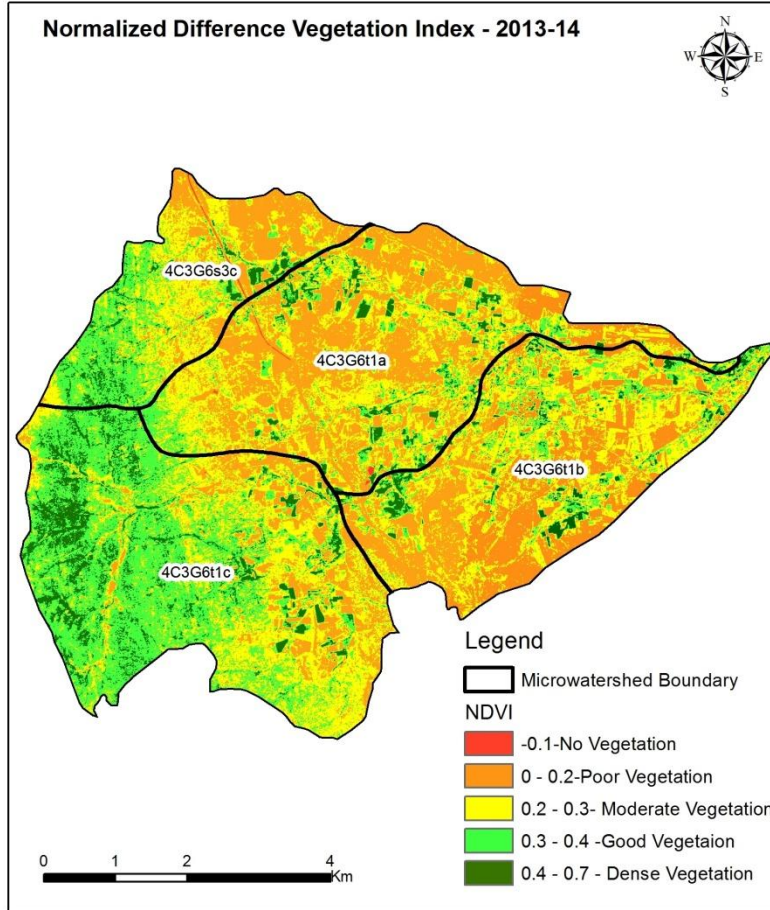 Normalized Difference Vegetation Index - 2013-14
N
W E
S
4C3G6s3c
4C3G6t1a
4C3G6t1b
4C3G6t1c
Legend
Microwatershed Boundary
NDVI
-0.1-No Vegetation
0 - 0.2-Poor Vegetation
0.2 - 0.3- Moderate Vegetation
0.3 - 0.4 -Good Vegetaion
0.4 - 0.7 - Dense Vegetation
0 1 2 4
Km